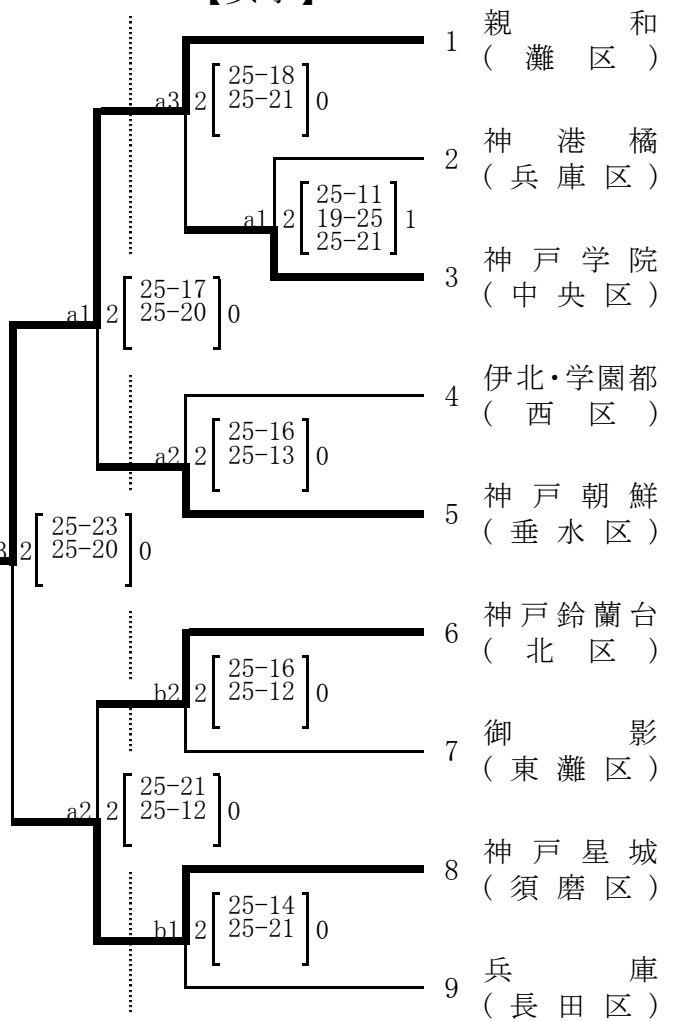 1 親和
(灘区)
a3 2 25-18 0
25-21
2 神港橘
(兵庫区)
a1 2 25-11 1
19-25
25-21
3 神戸学院
(中央区)
a1 2 25-17 0
25-20
4 伊北・学園都
(西区)
a2 2 25-16 0
25-13
5 神戸朝鮮
(垂水区)
3 2 25-23 0
25-20
6 神戸鈴蘭台
(北区)
b2 2 25-16 0
25-12
7 御影
(東灘区)
a2 2 25-21 0
25-12
8 神戸星城
(須磨区)
b1 2 25-14 0
25-21
9 兵庫
(長田区)